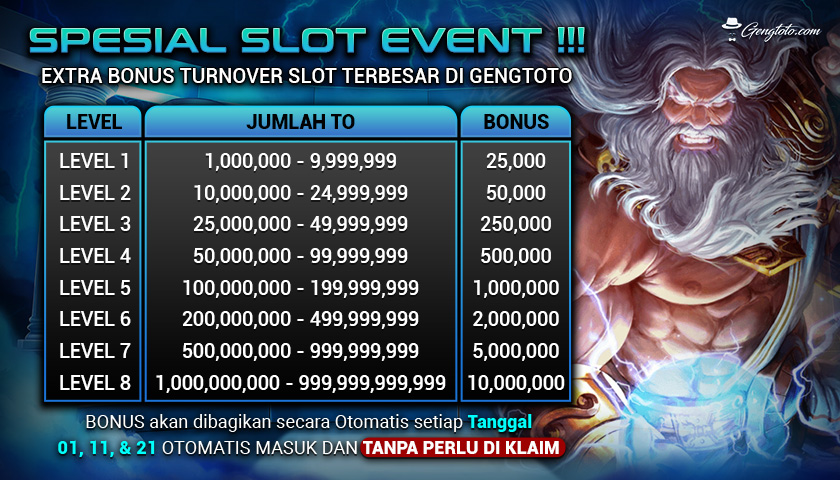 SPESIAL SLOT EVENT !!!
Gengtoto.com
EXTRA BONUS TURNOVER SLOT TERBESAR DI GENGTOTO
LEVEL JUMLAH TO BONUS
LEVEL 1 1,000,000 - 9,999,999 25,000
LEVEL 2 10,000,000 - 24,999,999 50,000
LEVEL 3 25,000,000 - 49,999,999 250,000
LEVEL 4 50,000,000 - 99,999,999 500,000
LEVEL 5 100,000,000 - 199,999,999 1,000,000
LEVEL 6 200,000,000 - 499,999,999 2,000,000
LEVEL 7 500,000,000 - 999,999,999 5,000,000
LEVEL 8 1,000,000,000 - 999,999,999,999 10,000,000
BONUS akan dibagikan secara Otomatis setiap Tanggal
01, 11, & 21 OTOMATIS MASUK DAN TANPA PERLU DI KLAIM